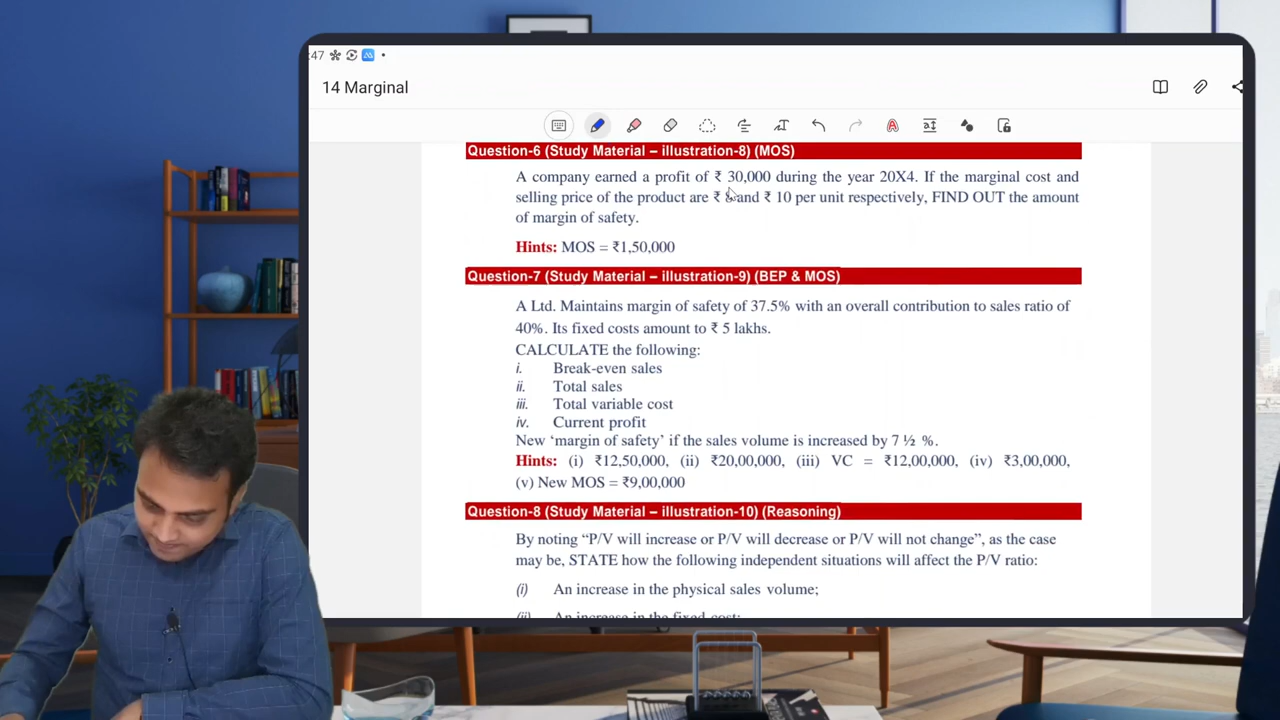 :47
14 Marginal
Question-6 (Study Material – illustration-8) (MOS)
A company earned a profit of ₹ 30,000 during the year 20X4. If the marginal cost and
selling price of the product are ₹ 8 and ₹ 10 per unit respectively, FIND OUT the amount
of margin of safety.
Hints: MOS = ₹1,50,000
Question-7 (Study Material – illustration-9) (BEP & MOS)
A Ltd. Maintains margin of safety of 37.5% with an overall contribution to sales ratio of
40%. Its fixed costs amount to ₹ 5 lakhs.
CALCULATE the following:
i. Break-even sales
ii. Total sales
iii. Total variable cost
iv. Current profit
New ‘margin of safety’ if the sales volume is increased by 7 ½ %.
Hints: (i) ₹12,50,000, (ii) ₹20,00,000, (iii) VC = ₹12,00,000, (iv) ₹3,00,000,
(v) New MOS = ₹9,00,000
Question-8 (Study Material – illustration-10) (Reasoning)
By noting “P/V will increase or P/V will decrease or P/V will not change”, as the case
may be, STATE how the following independent situations will affect the P/V ratio:
(i) An increase in the physical sales volume;
(ii) An increase in the fixed cost;